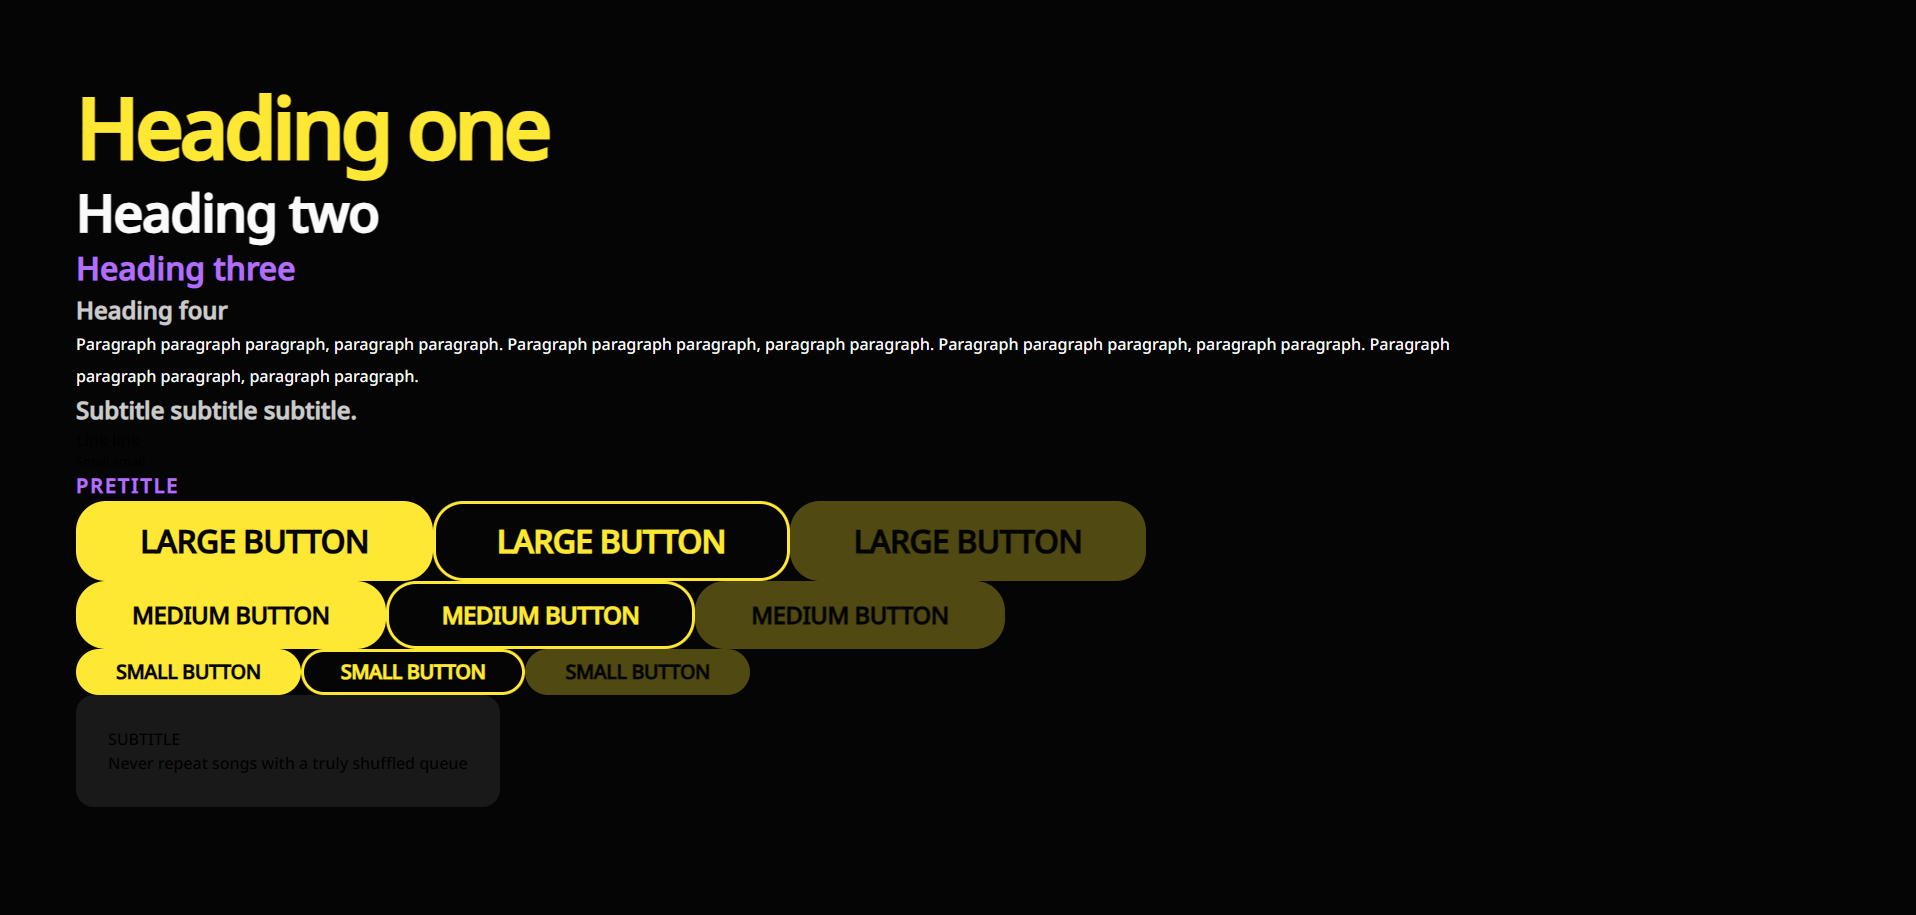 Heading one
Heading two
Heading three
Heading four
Paragraph paragraph paragraph, paragraph paragraph. Paragraph paragraph paragraph, paragraph paragraph. Paragraph paragraph paragraph, paragraph paragraph. Paragraph
paragraph paragraph, paragraph paragraph.
Subtitle subtitle subtitle.
Link link
Small small
PRETITLE
LARGE BUTTON LARGE BUTTON LARGE BUTTON
MEDIUM BUTTON MEDIUM BUTTON MEDIUM BUTTON
SMALL BUTTON SMALL BUTTON SMALL BUTTON
SUBTITLE
Never repeat songs with a truly shuffled queue